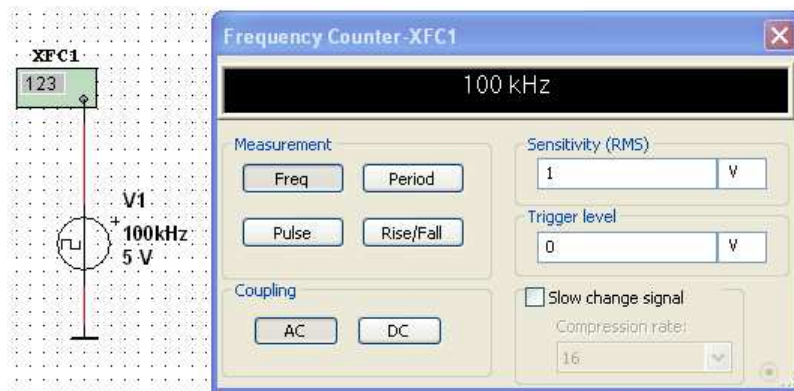 XFC1
123
V1
+
100kHz
5 V
Frequency Counter-XFC1
100 kHz
Measurement
Freq
Period
Pulse
Rise/Fall
Coupling
AC
DC
Sensitivity (RMS)
1
V
Trigger level
0
V
Slow change signal
Compression rate:
16